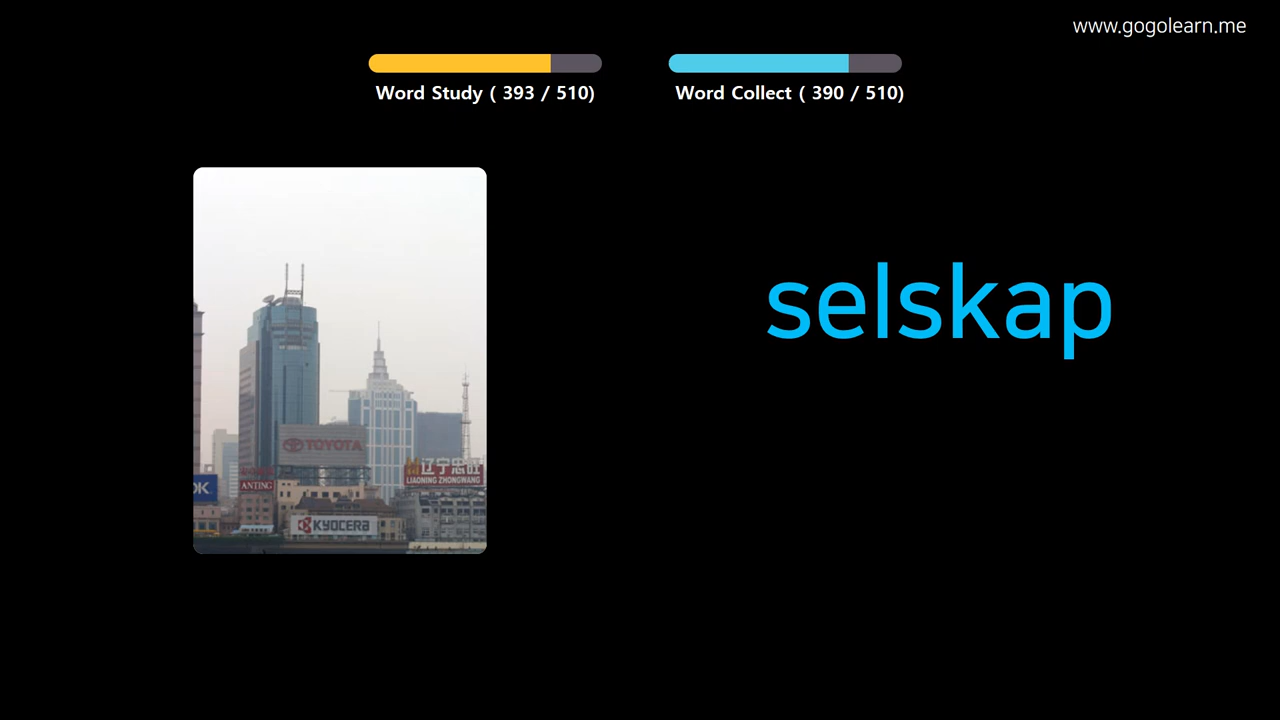 www.gogolearn.me
Word Study ( 393 / 510)
Word Collect ( 390 / 510)
selskap
TOYOTA
辽宁忠旺
LIAONING ZHONGWANG
OK
ANTING
KYOCERA